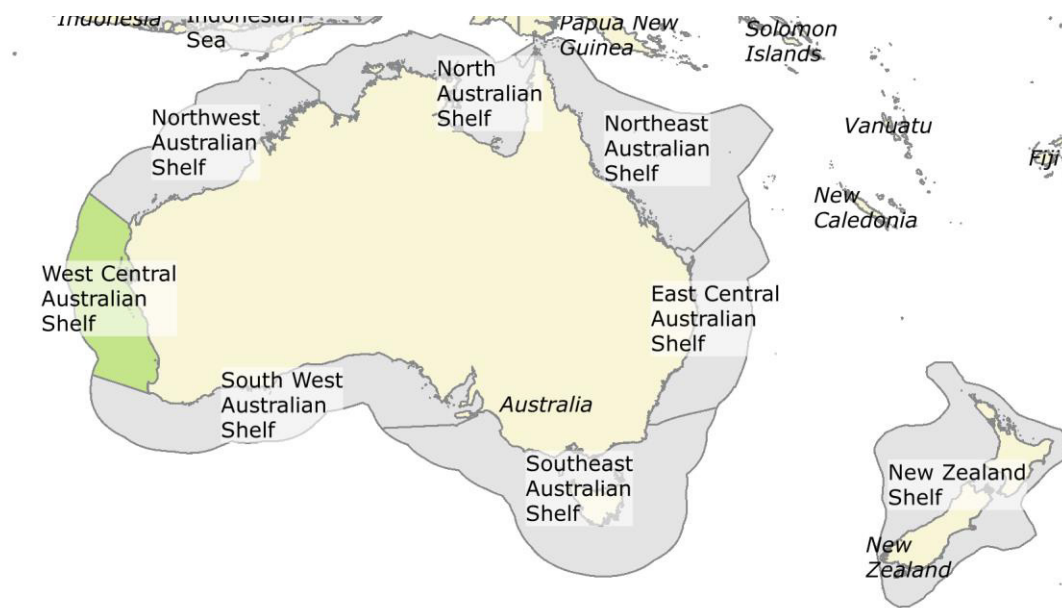 Indonesia
Indonesian
Sea
Papua New
Guinea
Solomon
Islands
North
Australian
Shelf
Northwest
Australian
Shelf
Northeast
Australian
Shelf
Vanuatu
Fiji
New
Caledonia
West Central
Australian
Shelf
East Central
Australian
Shelf
South West
Australian
Shelf
Australia
Southeast
Australian
Shelf
New Zealand
Shelf
New
Zealand